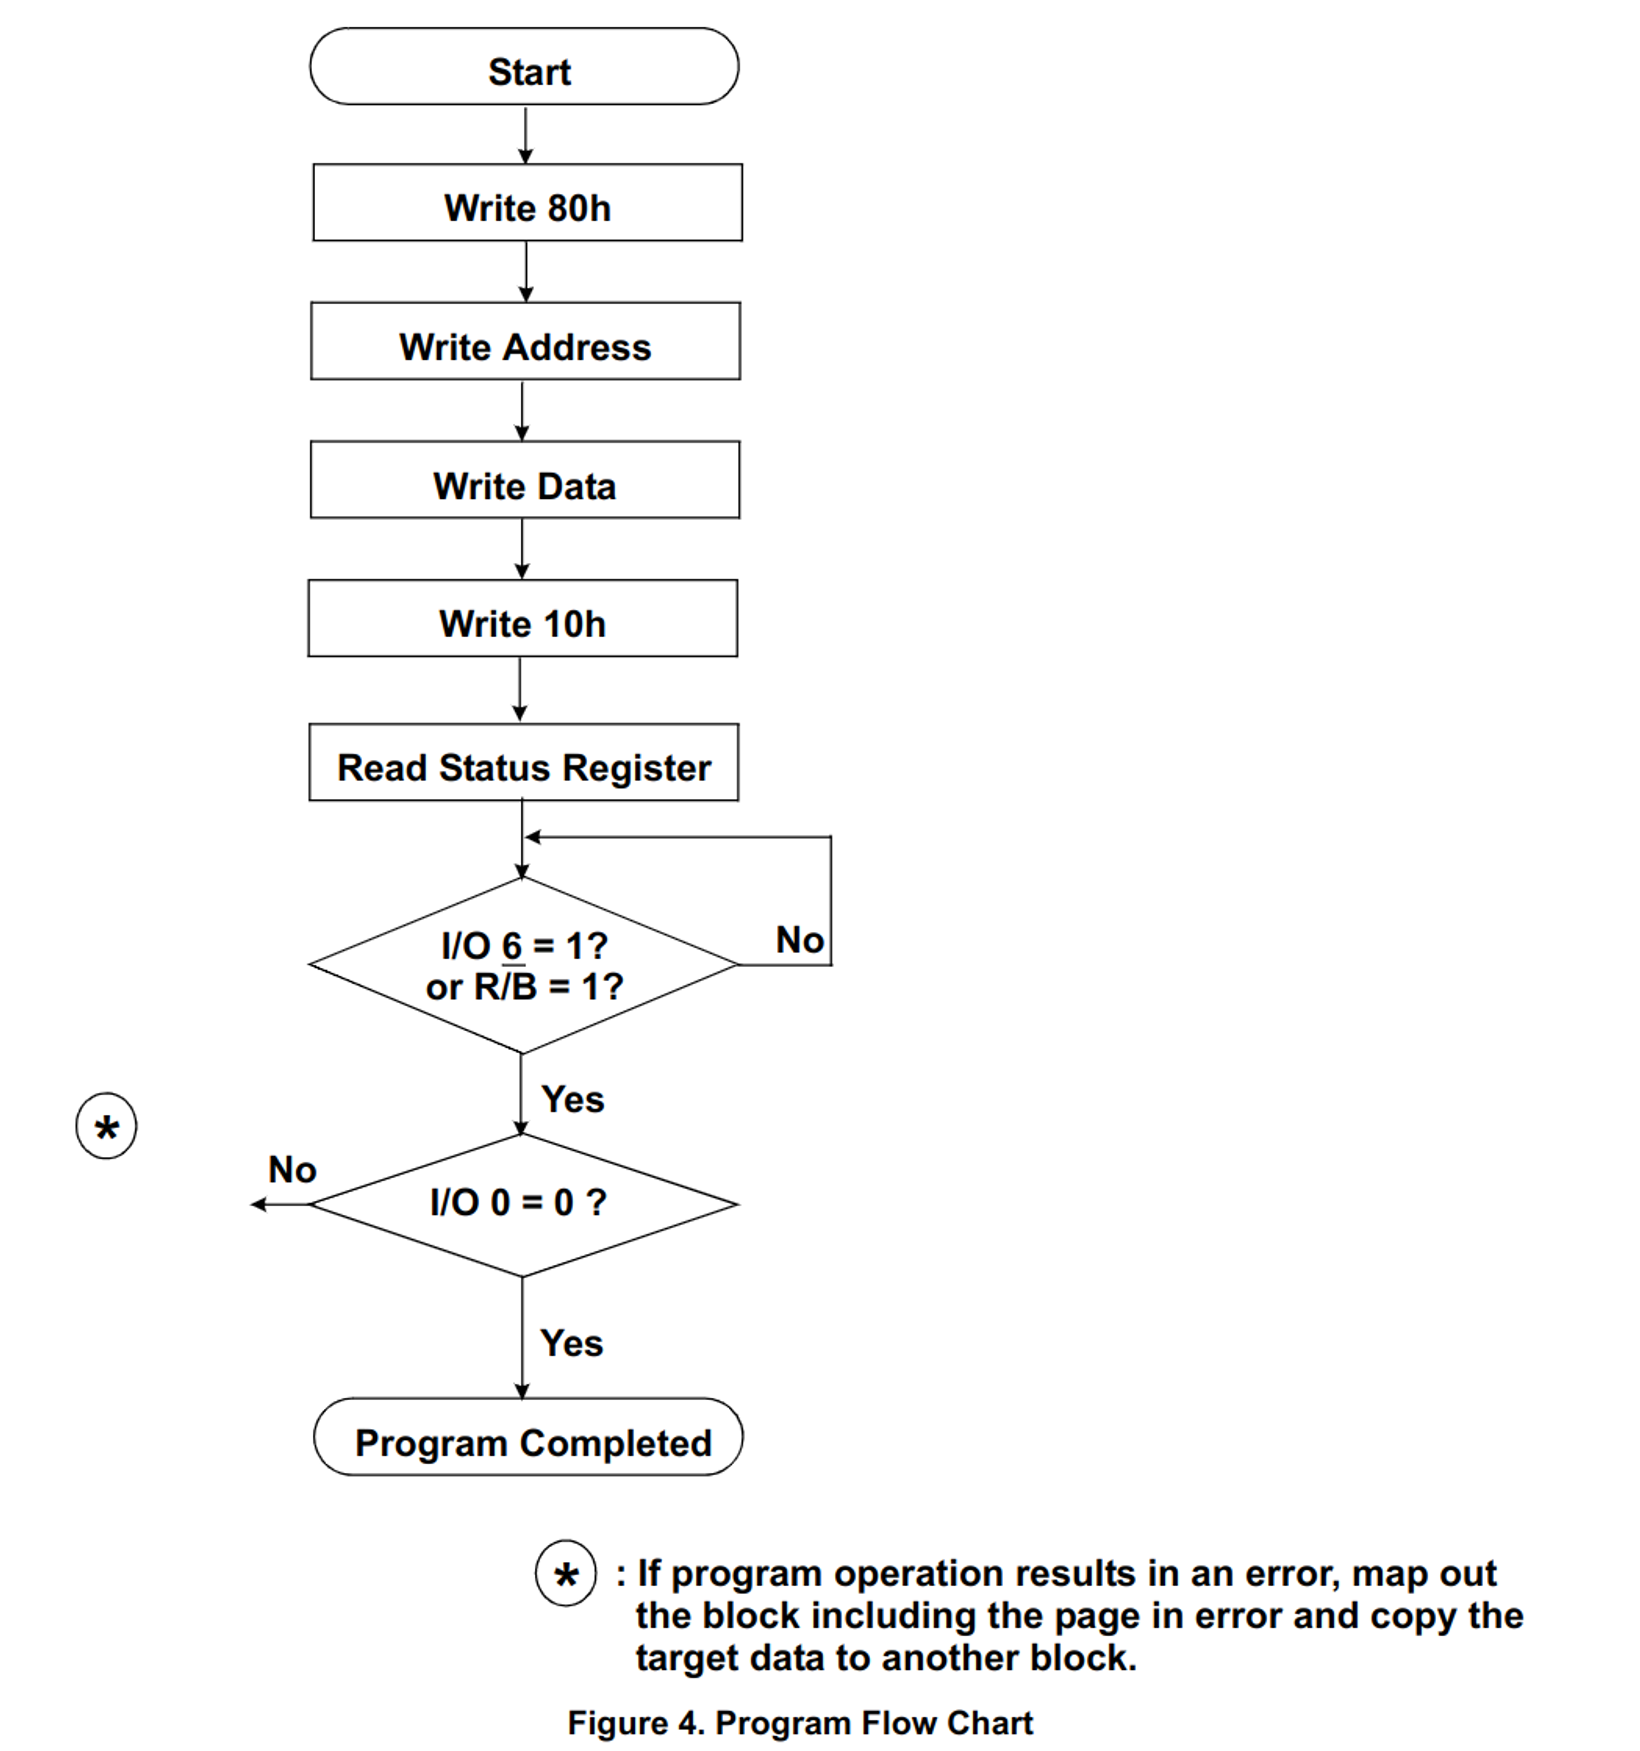 Start
Write 80h
Write Address
Write Data
Write 10h
Read Status Register
No
I/O 6 = 1?
or R/B̅ = 1?
Yes
*
No
I/O 0 = 0 ?
Yes
Program Completed
* : If program operation results in an error, map out
the block including the page in error and copy the
target data to another block.
Figure 4. Program Flow Chart